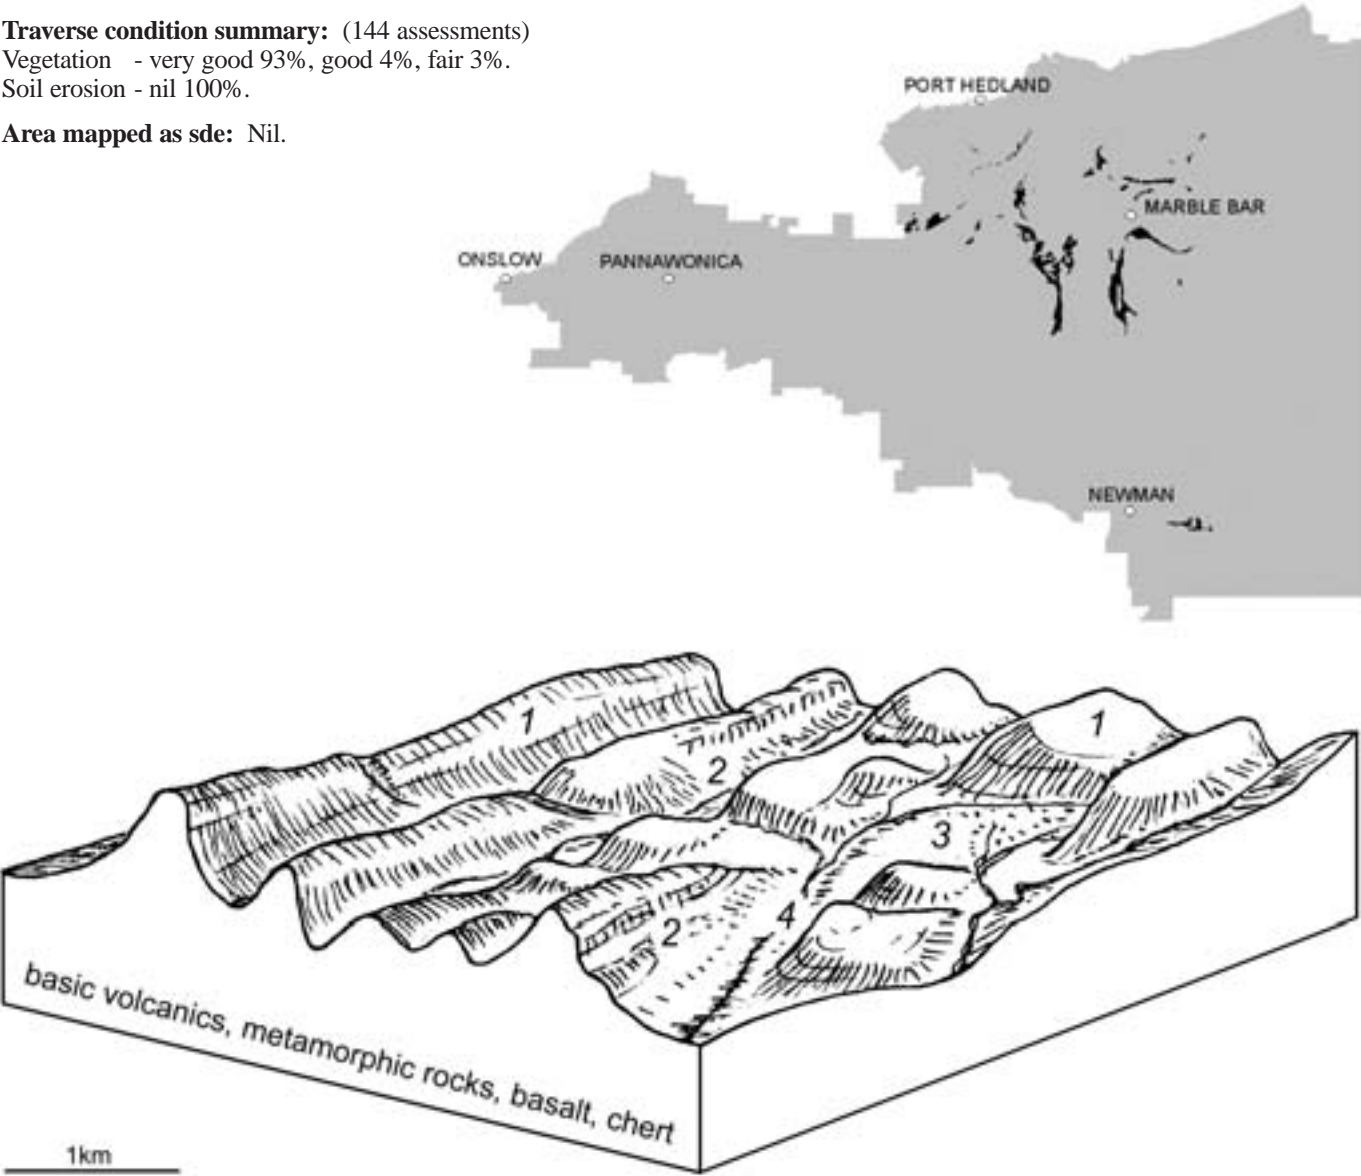 Traverse condition summary: (144 assessments)
Vegetation - very good 93%, good 4%, fair 3%.
Soil erosion - nil 100%.
Area mapped as sde: Nil.
PORT HEDLAND
MARBLE BAR
ONSLOW
PANNAWONICA
NEWMAN
1
1
2
3
2
4
basic volcanics, metamorphic rocks, basalt, chert
1km